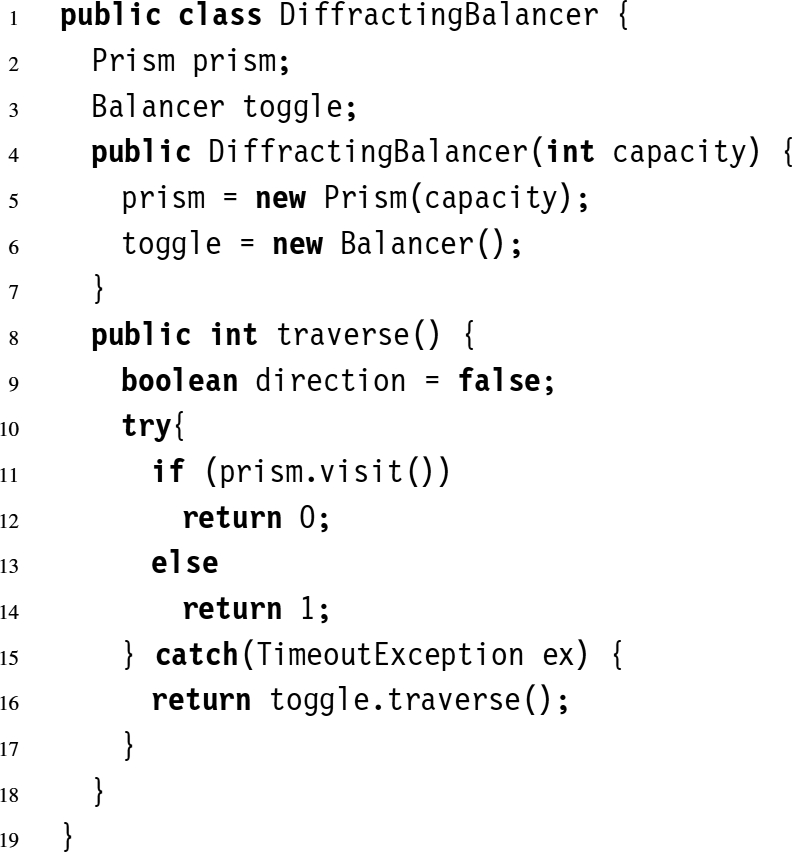 1 public class DiffractingBalancer {
2 Prism prism;
3 Balancer toggle;
4 public DiffractingBalancer(int capacity) {
5 prism = new Prism(capacity);
6 toggle = new Balancer();
7 }
8 public int traverse() {
9 boolean direction = false;
10 try{
11 if (prism.visit())
12 return 0;
13 else
14 return 1;
15 } catch(TimeoutException ex) {
16 return toggle.traverse();
17 }
18 }
19 }